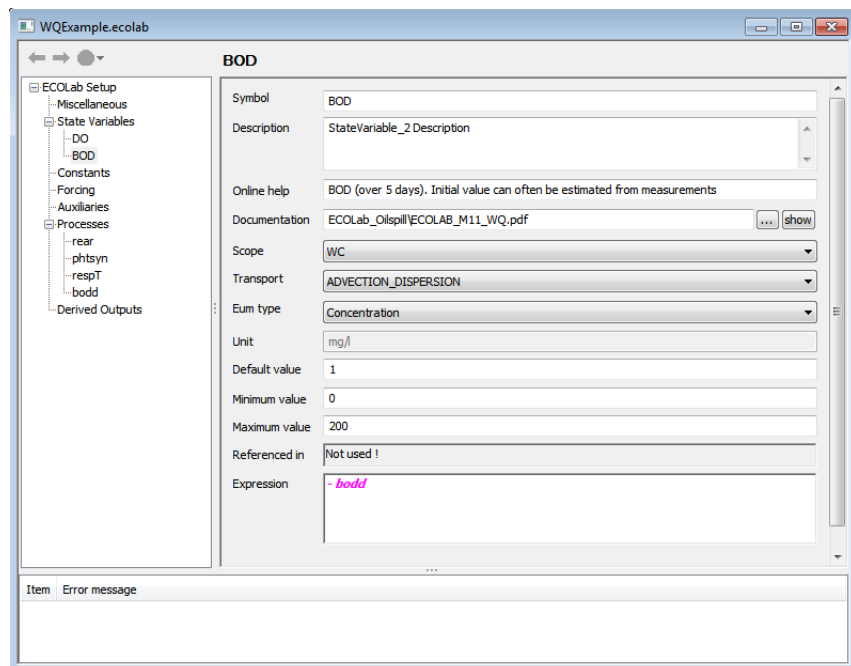 WQExample.ecolab
BOD
ECOLab Setup
Miscellaneous
State Variables
DO
BOD
Constants
Forcing
Auxiliaries
Processes
rear
phtsyn
respT
bodd
Derived Outputs
Symbol BOD
Description StateVariable_2 Description
Online help BOD (over 5 days). Initial value can often be estimated from measurements
Documentation ECOLab_Oilspill\ECOLAB_M11_WQ.pdf ... show
Scope WC
Transport ADVECTION_DISPERSION
Eum type Concentration
Unit mg/l
Default value 1
Minimum value 0
Maximum value 200
Referenced in Not used !
Expression - bodd
Item Error message